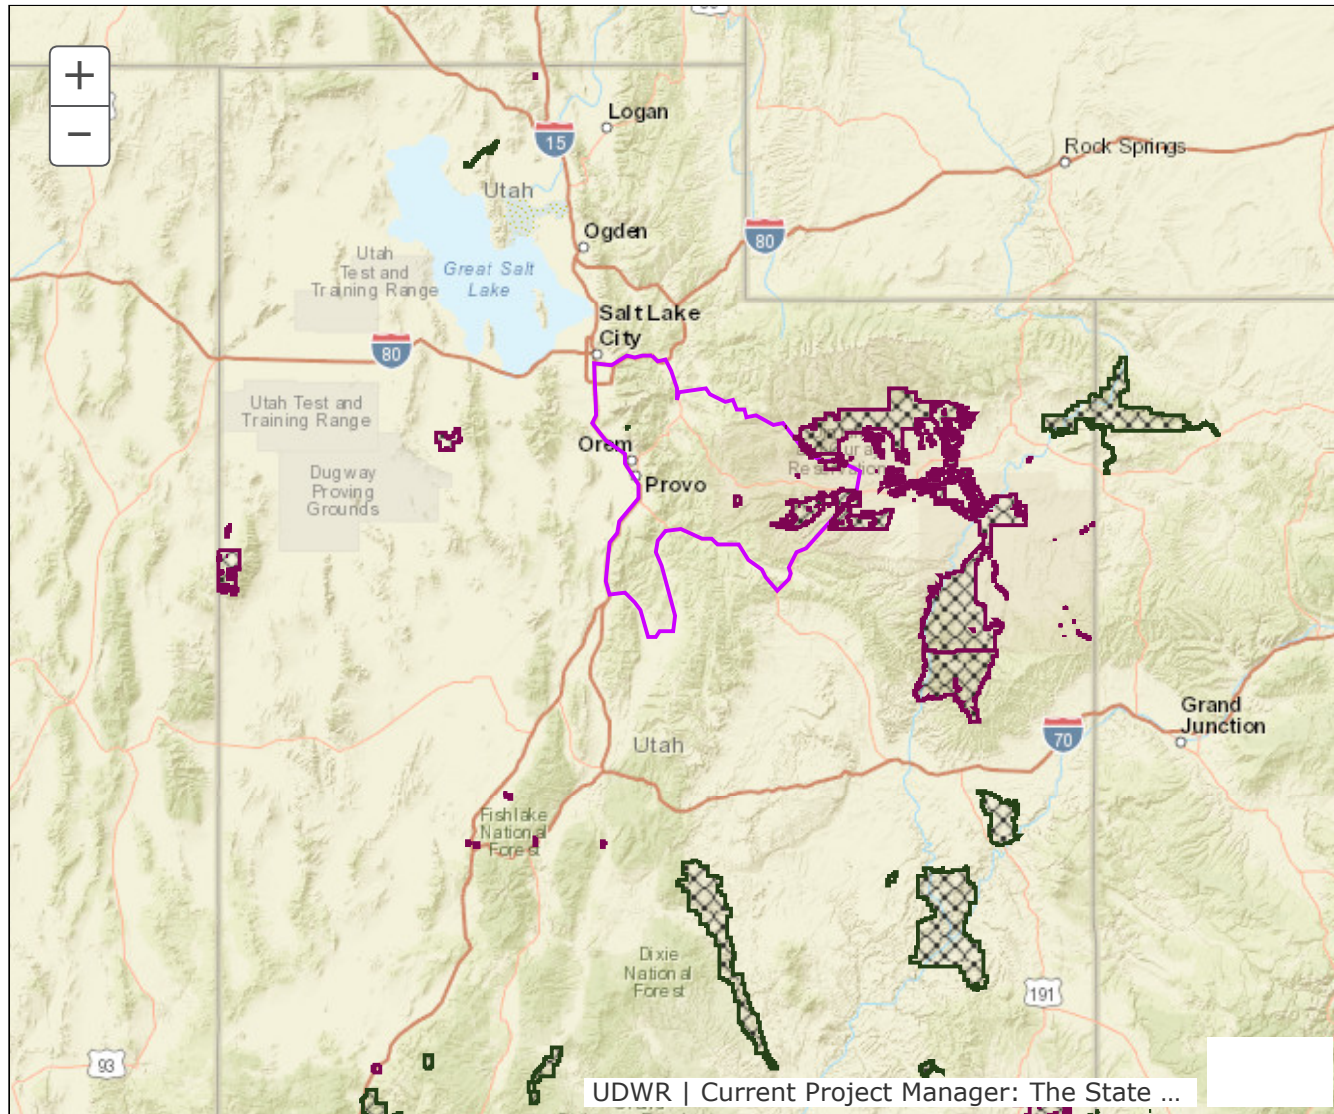 +
−
Logan
15
Rock Springs
Utah
Ogden
80
Utah
Test and
Training Range
Great Salt
Lake
Salt Lake
City
80
Utah Test and
Training Range
Orem
Provo
Dugway
Proving
Grounds
Grand
Junction
70
Utah
Fishlake
National
Forest
Dixie
National
Forest
191
93
UDWR | Current Project Manager: The State ...